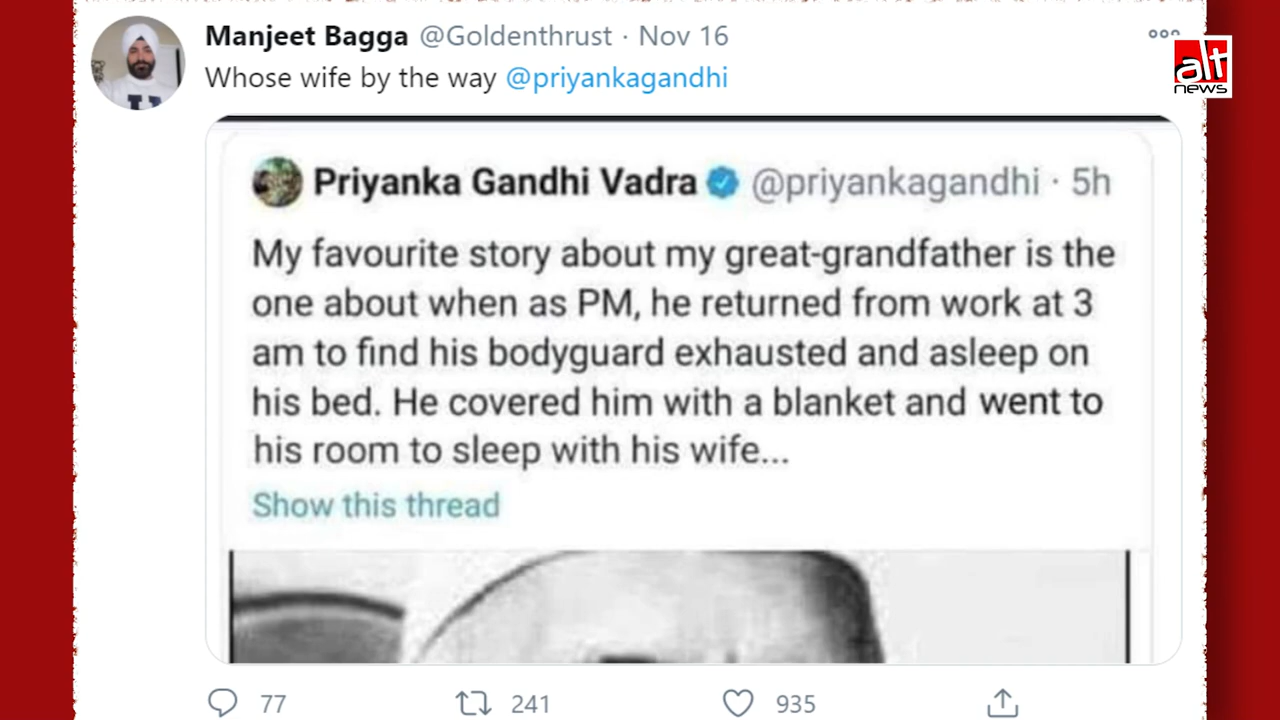 Manjeet Bagga @Goldenthrust · Nov 16
Whose wife by the way @priyankagandhi
alt
news
Priyanka Gandhi Vadra @priyankagandhi · 5h
My favourite story about my great-grandfather is the
one about when as PM, he returned from work at 3
am to find his bodyguard exhausted and asleep on
his bed. He covered him with a blanket and went to
his room to sleep with his wife...
Show this thread
77 241 935